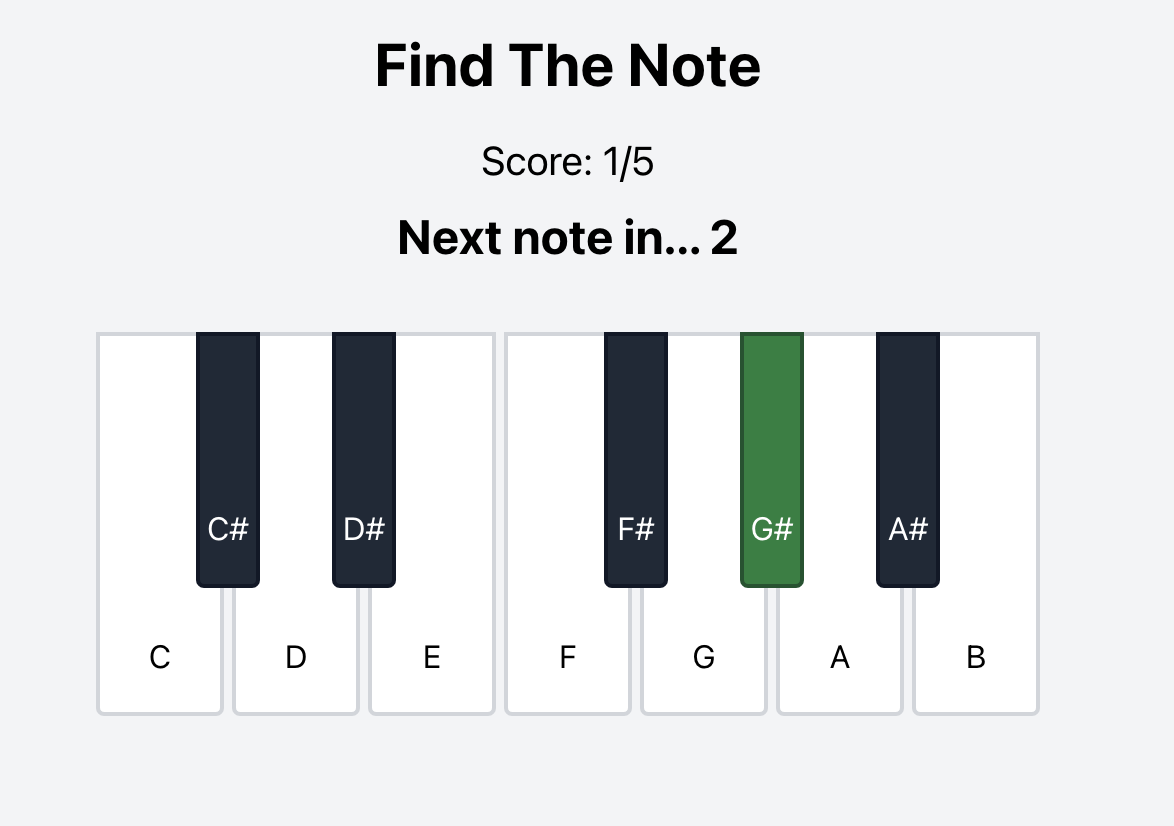 Find The Note
Score: 1/5
Next note in... 2
C# D# F# G# A#
C D E F G A B